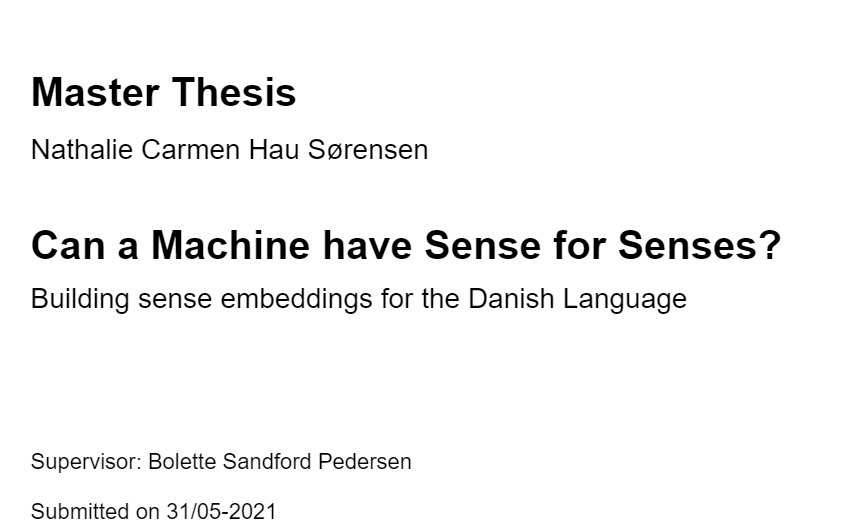 Master Thesis
Nathalie Carmen Hau Sørensen
Can a Machine have Sense for Senses?
Building sense embeddings for the Danish Language
Supervisor: Bolette Sandford Pedersen
Submitted on 31/05-2021